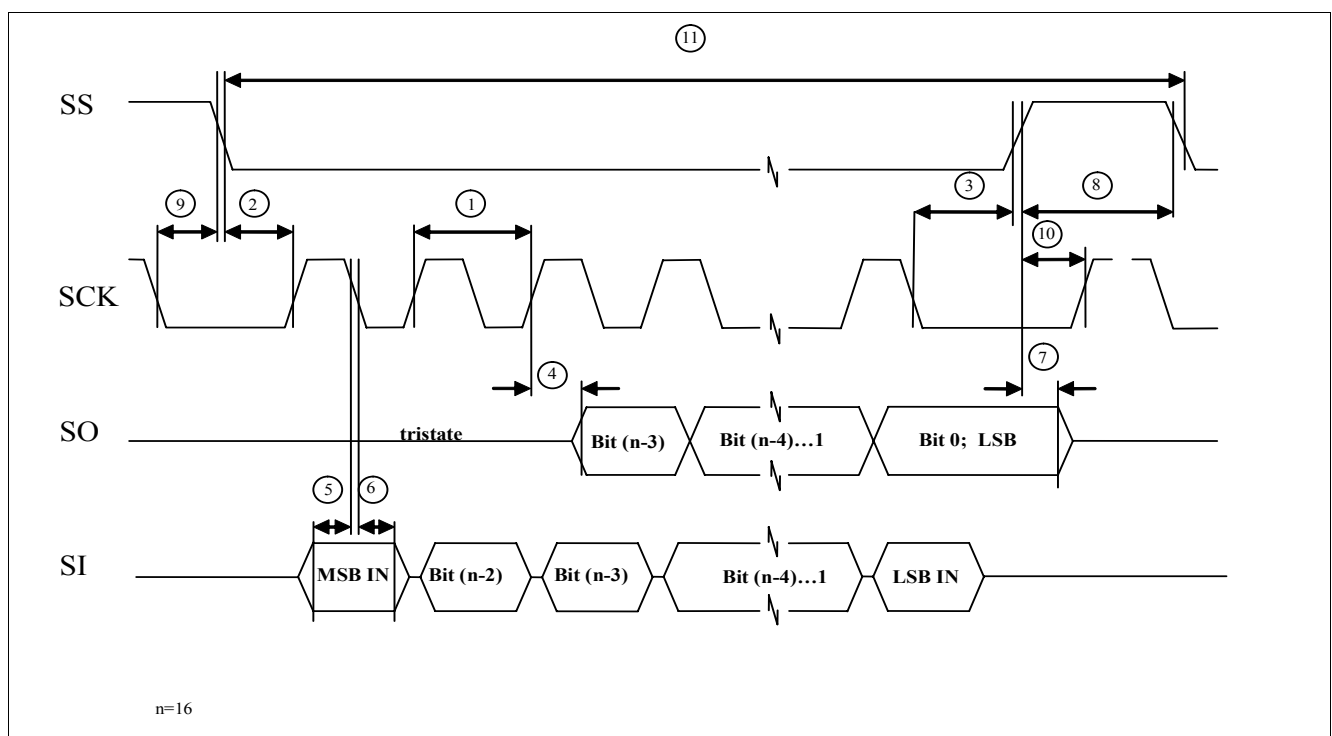 11
SS
9
2
1
3
8
10
SCK
4
7
SO
tristate
Bit (n-3)
Bit (n-4)…1
Bit 0; LSB
5
6
SI
MSB IN
Bit (n-2)
Bit (n-3)
Bit (n-4)…1
LSB IN
n=16